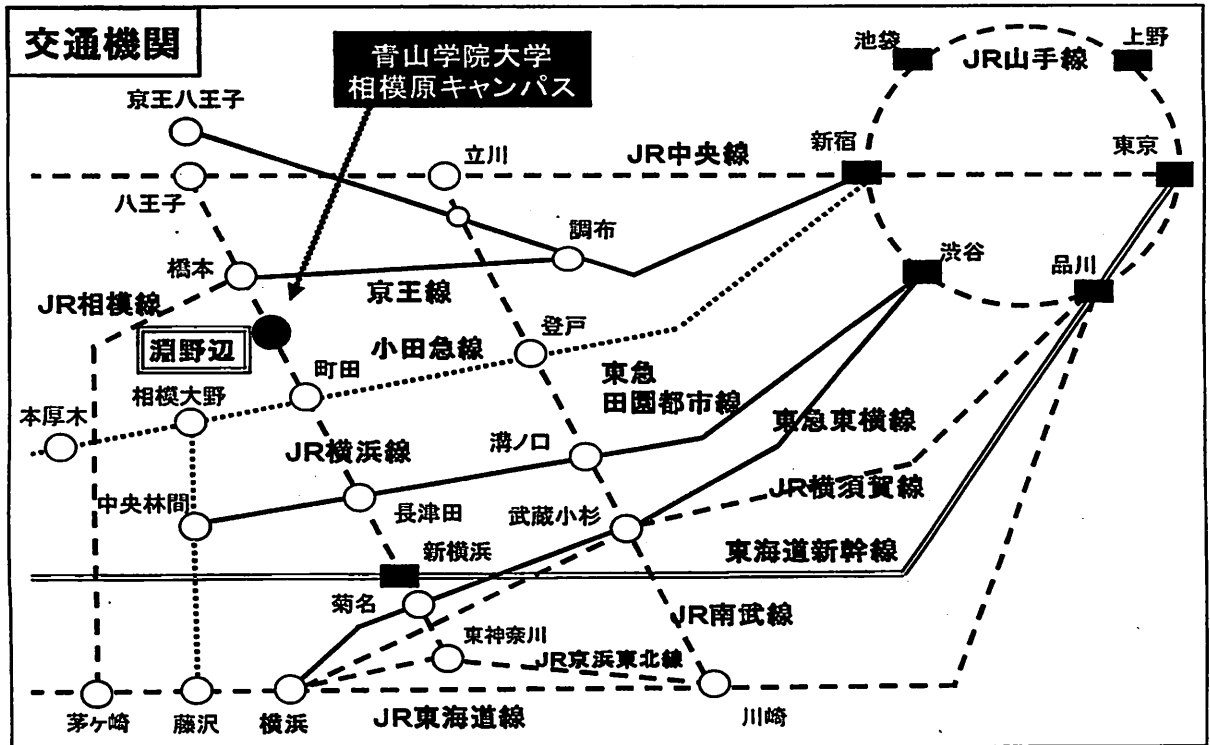 交通機関
青山学院大学
相模原キャンパス
池袋
上野
JR山手線
京王八王子
立川
JR中央線
新宿
東京
八王子
調布
橋本
渋谷
品川
JR相模線
京王線
淵野辺
小田急線
登戸
町田
東急
田園都市線
相模大野
本厚木
東急東横線
JR横浜線
溝ノ口
JR横須賀線
中央林間
長津田
武蔵小杉
新横浜
東海道新幹線
菊名
JR南武線
東神奈川
JR京浜東北線
茅ヶ崎
藤沢
横浜
JR東海道線
川崎